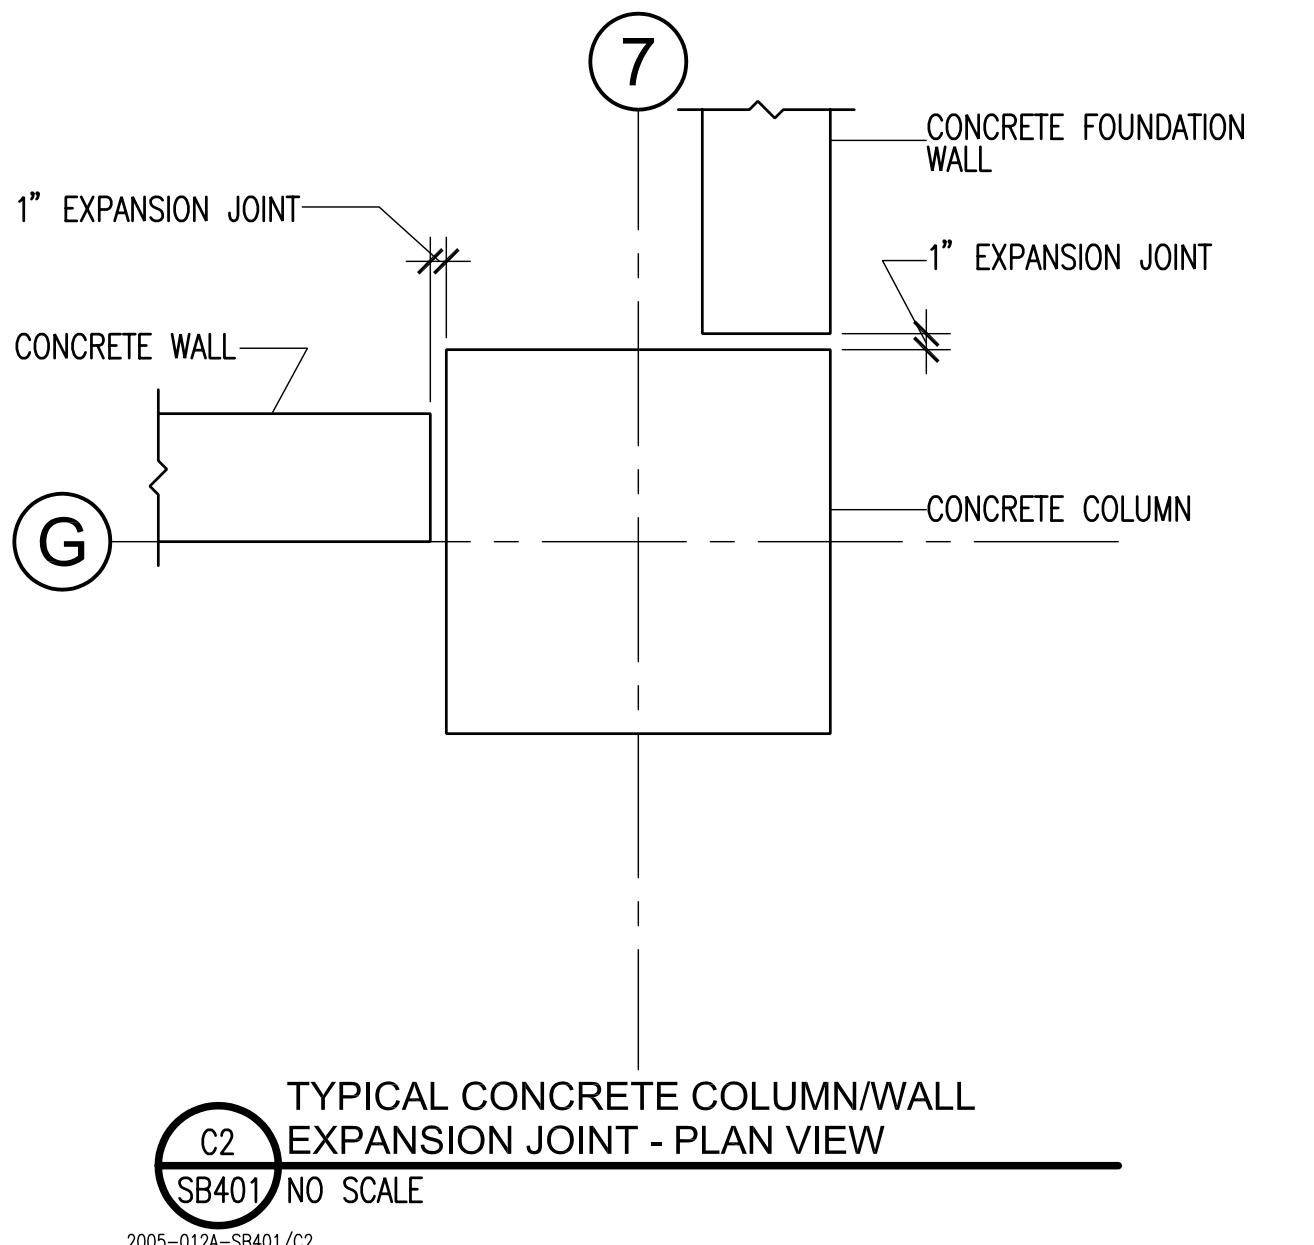 7
CONCRETE FOUNDATION
WALL
1” EXPANSION JOINT
1” EXPANSION JOINT
CONCRETE WALL
CONCRETE COLUMN
G
TYPICAL CONCRETE COLUMN/WALL
EXPANSION JOINT - PLAN VIEW
C2
SB401
NO SCALE
2005-012A-SB401/C2